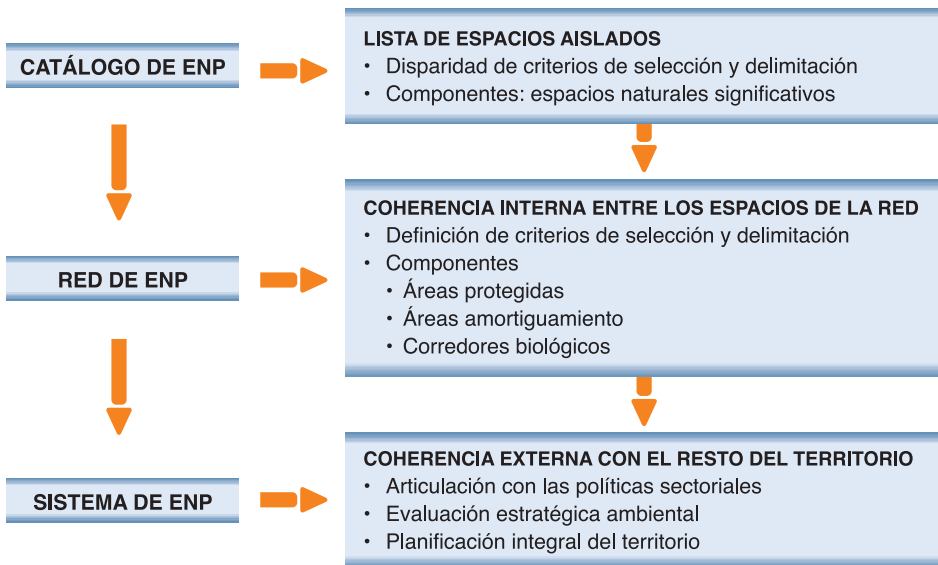 CATÁLOGO DE ENP
LISTA DE ESPACIOS AISLADOS
• Disparidad de criterios de selección y delimitación
• Componentes: espacios naturales significativos
RED DE ENP
COHERENCIA INTERNA ENTRE LOS ESPACIOS DE LA RED
• Definición de criterios de selección y delimitación
• Componentes
• Áreas protegidas
• Áreas amortiguamiento
• Corredores biológicos
SISTEMA DE ENP
COHERENCIA EXTERNA CON EL RESTO DEL TERRITORIO
• Articulación con las políticas sectoriales
• Evaluación estratégica ambiental
• Planificación integral del territorio